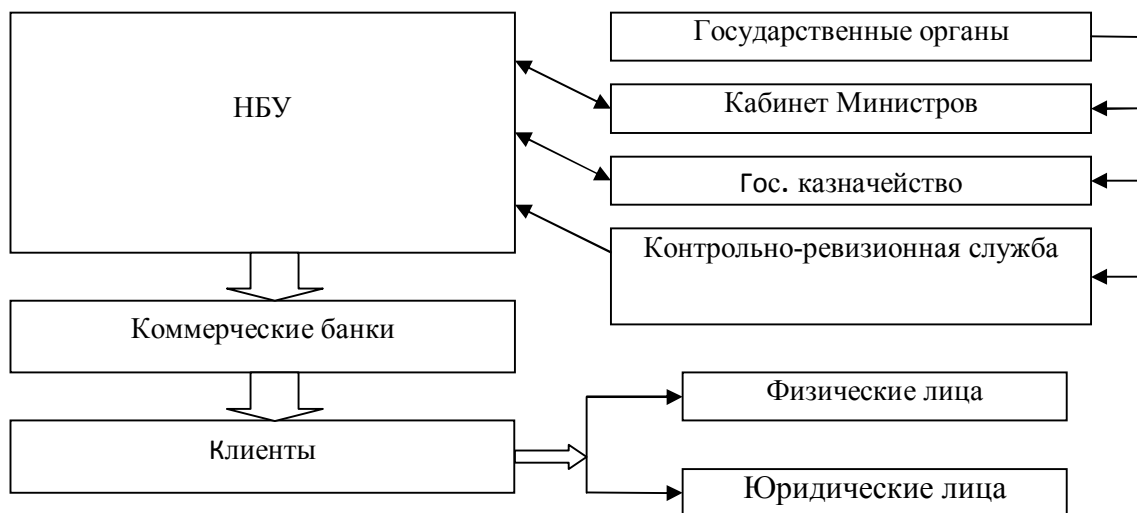 НБУ
Государственные органы
Кабинет Министров
Гос. казначейство
Контрольно-ревизионная служба
Коммерческие банки
Клиенты
Физические лица
Юридические лица